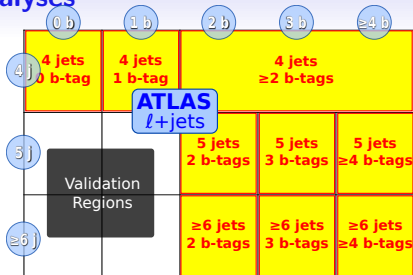 alyses
0 b
1 b
2 b
3 b
≥4 b
4 j
4 jets
0 b-tag
4 jets
1 b-tag
4 jets
≥2 b-tags
ATLAS
ℓ+jets
5 j
5 jets
2 b-tags
5 jets
3 b-tags
5 jets
≥4 b-tags
Validation
Regions
≥6 j
≥6 jets
2 b-tags
≥6 jets
3 b-tags
≥6 jets
≥4 b-tags